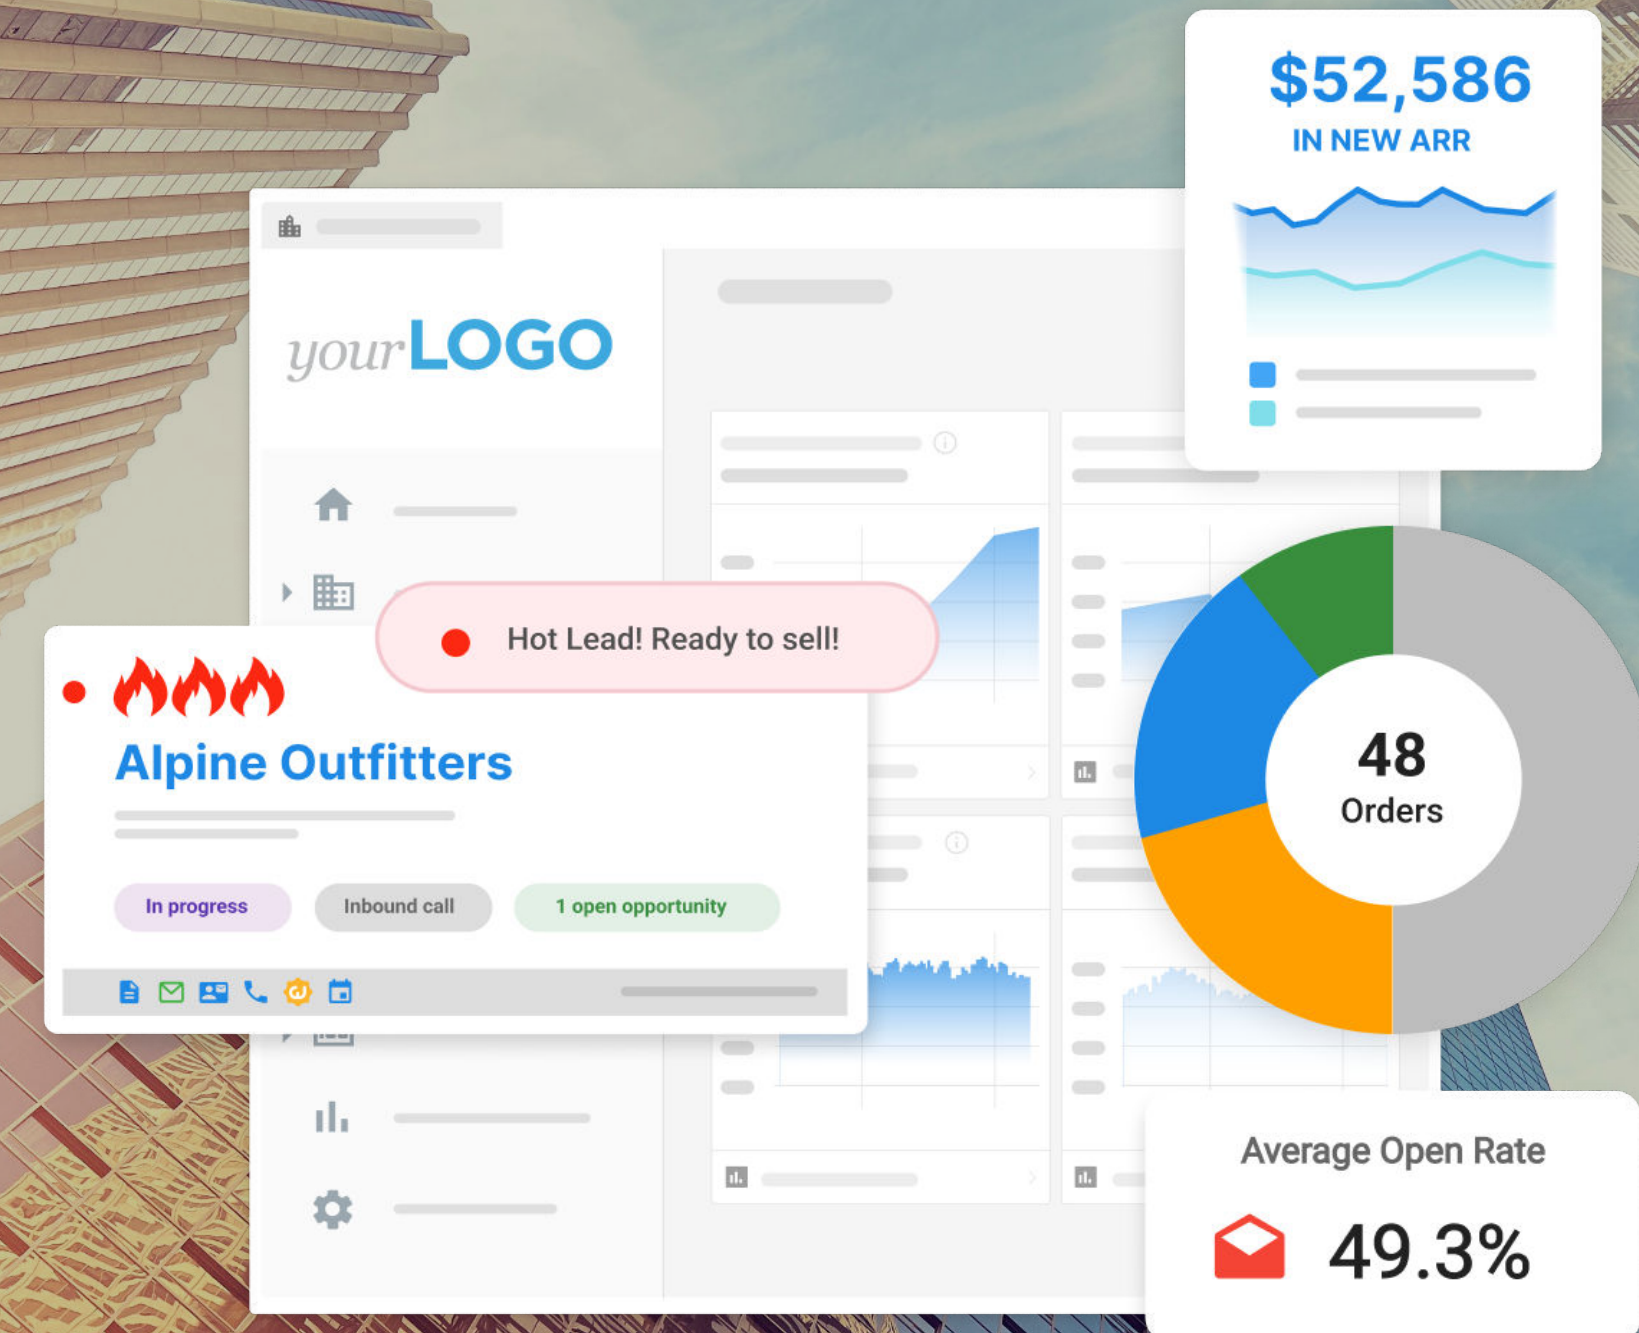 $52,586
IN NEW ARR
yourLOGO
Hot Lead! Ready to sell!
Alpine Outfitters
In progress
Inbound call
1 open opportunity
48
Orders
Average Open Rate
49.3%